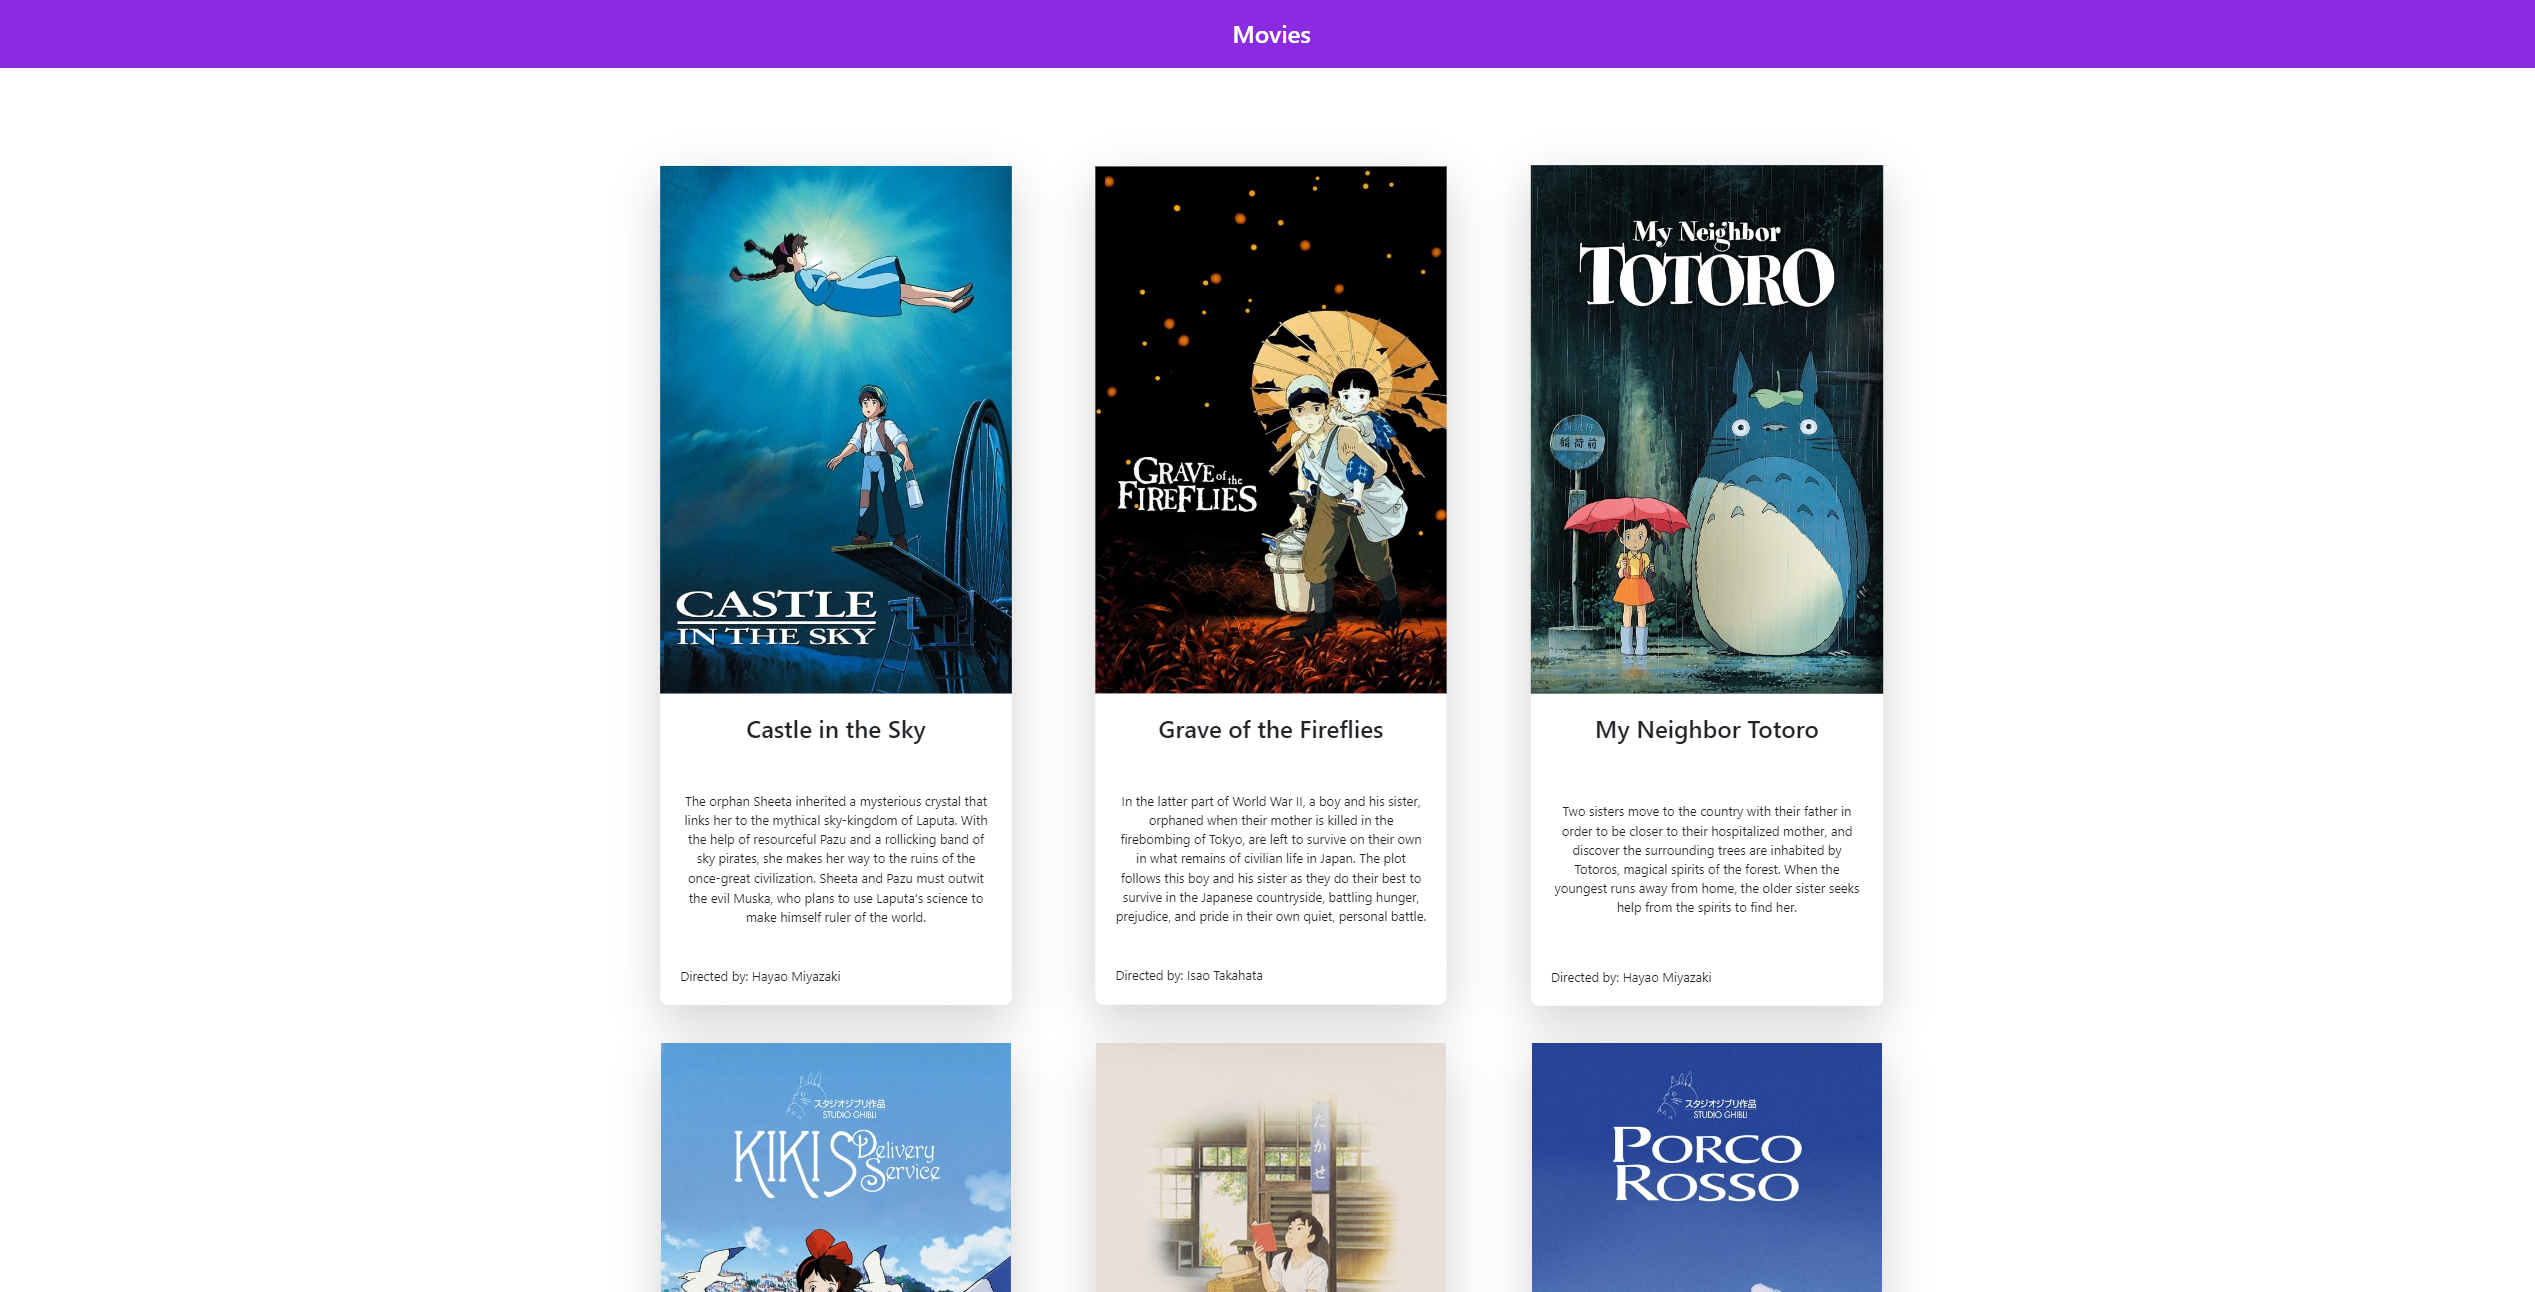 Movies
CASTLE
IN THE SKY
GRAVE of the
FIREFLIES
My Neighbor
TOTORO
稲荷前
Castle in the Sky
The orphan Sheeta inherited a mysterious crystal that
links her to the mythical sky-kingdom of Laputa. With
the help of resourceful Pazu and a rollicking band of
sky pirates, she makes her way to the ruins of the
once-great civilization. Sheeta and Pazu must outwit
the evil Muska, who plans to use Laputa's science to
make himself ruler of the world.
Directed by: Hayao Miyazaki
Grave of the Fireflies
In the latter part of World War II, a boy and his sister,
orphaned when their mother is killed in the
firebombing of Tokyo, are left to survive on their own
in what remains of civilian life in Japan. The plot
follows this boy and his sister as they do their best to
survive in the Japanese countryside, battling hunger,
prejudice, and pride in their own quiet, personal battle.
Directed by: Isao Takahata
My Neighbor Totoro
Two sisters move to the country with their father in
order to be closer to their hospitalized mother, and
discover the surrounding trees are inhabited by
Totoros, magical spirits of the forest. When the
youngest runs away from home, the older sister seeks
help from the spirits to find her.
Directed by: Hayao Miyazaki
スタジオジブリ作品
STUDIO GHIBLI
KIKIS Delivery
Service
たかせ
スタジオジブリ作品
STUDIO GHIBLI
PORCO
ROSSO